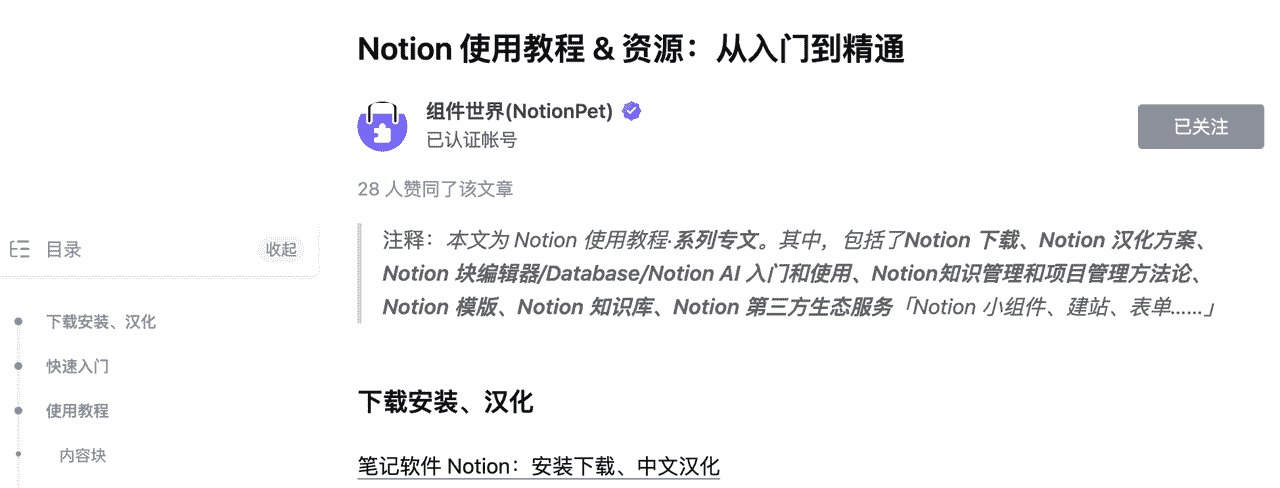 Notion 使用教程 & 资源：从入门到精通
组件世界(NotionPet)
已认证帐号
已关注
28 人赞同了该文章
目录
收起
下载安装、汉化
快速入门
使用教程
内容块
注释：本文为 Notion 使用教程·系列专文。其中，包括了Notion 下载、Notion 汉化方案、
Notion 块编辑器/Database/Notion AI 入门和使用、Notion知识管理和项目管理方法论、
Notion 模版、Notion 知识库、Notion 第三方生态服务「Notion 小组件、建站、表单......」
下载安装、汉化
笔记软件 Notion：安装下载、中文汉化